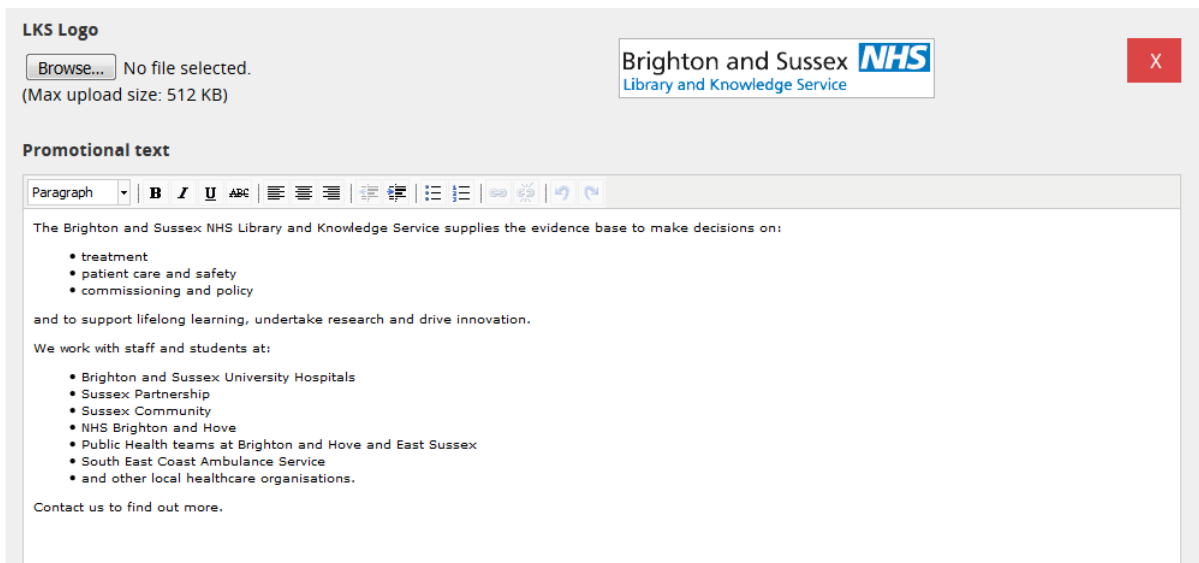 LKS Logo
Browse... No file selected.
(Max upload size: 512 KB)
Brighton and Sussex NHS
Library and Knowledge Service
X
Promotional text
Paragraph B I U ABC
The Brighton and Sussex NHS Library and Knowledge Service supplies the evidence base to make decisions on:
• treatment
• patient care and safety
• commissioning and policy
and to support lifelong learning, undertake research and drive innovation.
We work with staff and students at:
• Brighton and Sussex University Hospitals
• Sussex Partnership
• Sussex Community
• NHS Brighton and Hove
• Public Health teams at Brighton and Hove and East Sussex
• South East Coast Ambulance Service
• and other local healthcare organisations.
Contact us to find out more.